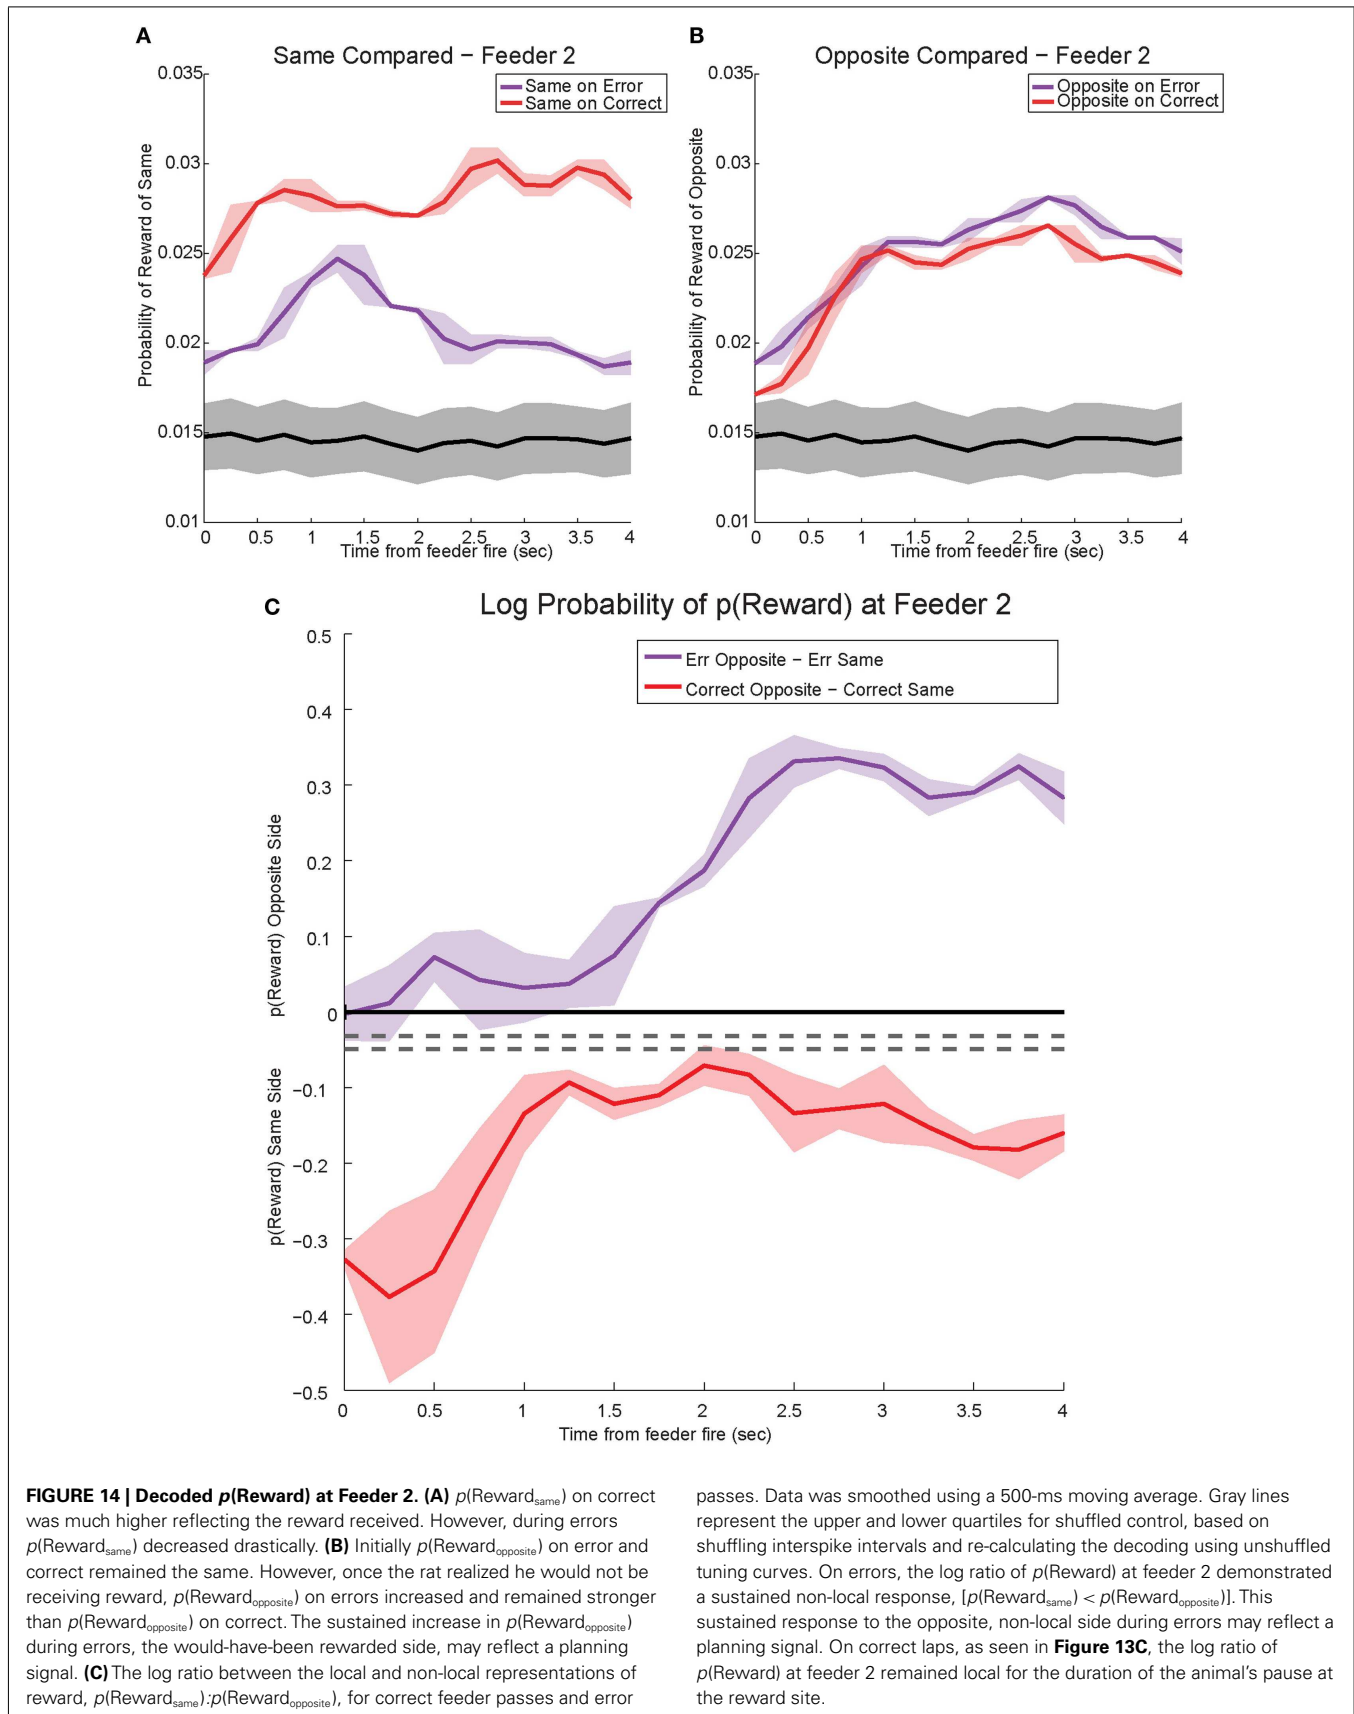 A
Same Compared – Feeder 2
Same on Error
Same on Correct
Probability of Reward of Same
0.035
0.03
0.025
0.02
0.015
0.01
0 0.5 1 1.5 2 2.5 3 3.5 4
Time from feeder fire (sec)
B
Opposite Compared – Feeder 2
Opposite on Error
Opposite on Correct
Probability of Reward of Opposite
0.035
0.03
0.025
0.02
0.015
0.01
0 0.5 1 1.5 2 2.5 3 3.5 4
Time from feeder fire (sec)
C
Log Probability of p(Reward) at Feeder 2
Err Opposite – Err Same
Correct Opposite – Correct Same
p(Reward) Opposite Side
p(Reward) Same Side
0.5
0.4
0.3
0.2
0.1
0
−0.1
−0.2
−0.3
−0.4
−0.5
0 0.5 1 1.5 2 2.5 3 3.5 4
Time from feeder fire (sec)
FIGURE 14 | Decoded p(Reward) at Feeder 2. (A) p(Rewardsame) on correct
was much higher reflecting the reward received. However, during errors
p(Rewardsame) decreased drastically. (B) Initially p(Rewardopposite) on error and
correct remained the same. However, once the rat realized he would not be
receiving reward, p(Rewardopposite) on errors increased and remained stronger
than p(Rewardopposite) on correct. The sustained increase in p(Rewardopposite)
during errors, the would-have-been rewarded side, may reflect a planning
signal. (C) The log ratio between the local and non-local representations of
reward, p(Rewardsame):p(Rewardopposite), for correct feeder passes and error
passes. Data was smoothed using a 500-ms moving average. Gray lines
represent the upper and lower quartiles for shuffled control, based on
shuffling interspike intervals and re-calculating the decoding using unshuffled
tuning curves. On errors, the log ratio of p(Reward) at feeder 2 demonstrated
a sustained non-local response, [p(Rewardsame) < p(Rewardopposite)]. This
sustained response to the opposite, non-local side during errors may reflect a
planning signal. On correct laps, as seen in Figure 13C, the log ratio of
p(Reward) at feeder 2 remained local for the duration of the animal's pause at
the reward site.